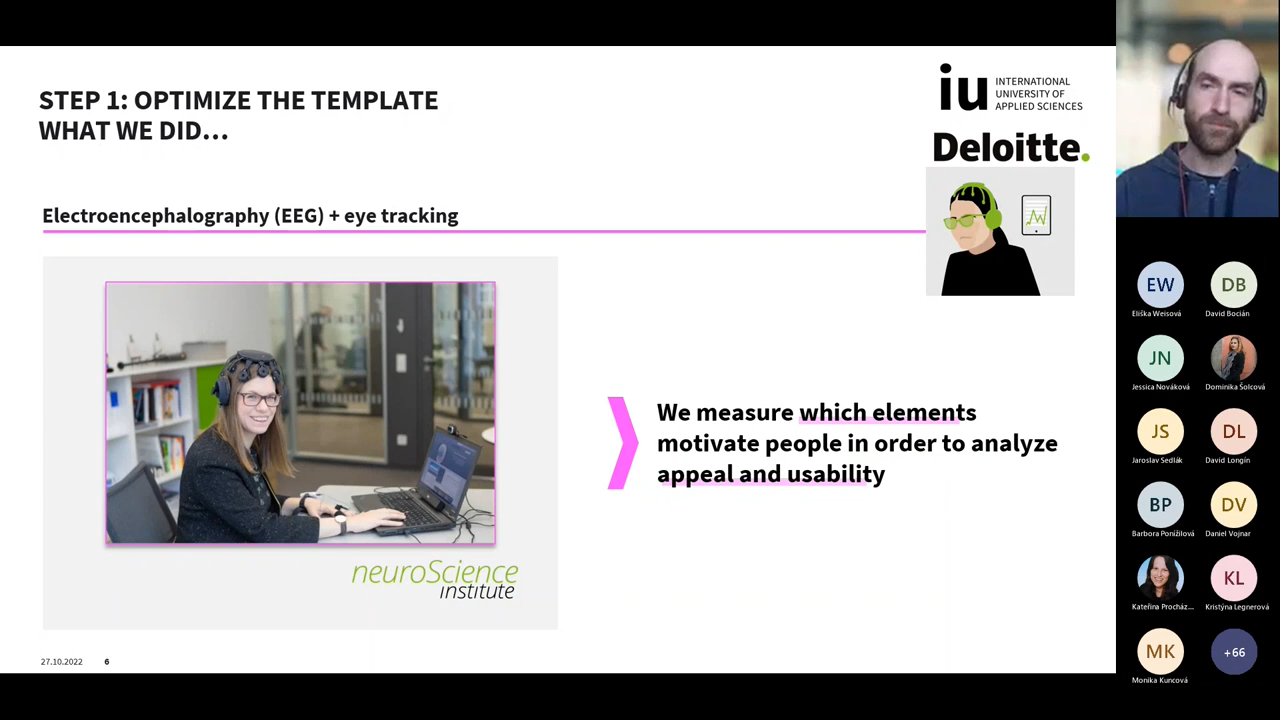 STEP 1: OPTIMIZE THE TEMPLATE
WHAT WE DID...
iu INTERNATIONAL
UNIVERSITY OF
APPLIED SCIENCES
Deloitte.
Electroencephalography (EEG) + eye tracking
We measure which elements
motivate people in order to analyze
appeal and usability
neuroScience
institute
27.10.2022 6
EW DB
Eliška Weisová David Bocián
JN
Jessica Nováková Dominika Šolcová
JS DL
Jaroslav Sedlák David Longín
BP DV
Barbora Ponížilová Daniel Vojnar
KL
Kateřina Procház... Kristýna Legnerová
MK +66
Monika Kuncová